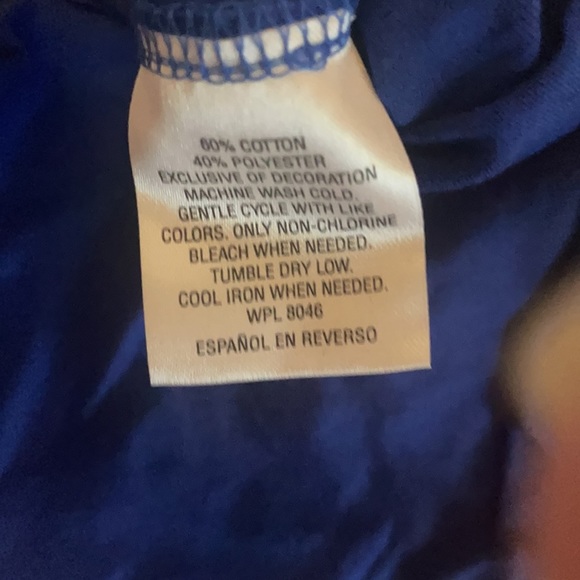 60% COTTON
40% POLYESTER
EXCLUSIVE OF DECORATION
MACHINE WASH COLD.
GENTLE CYCLE WITH LIKE
COLORS. ONLY NON-CHLORINE
BLEACH WHEN NEEDED.
TUMBLE DRY LOW.
COOL IRON WHEN NEEDED.
WPL 8046
ESPAÑOL EN REVERSO